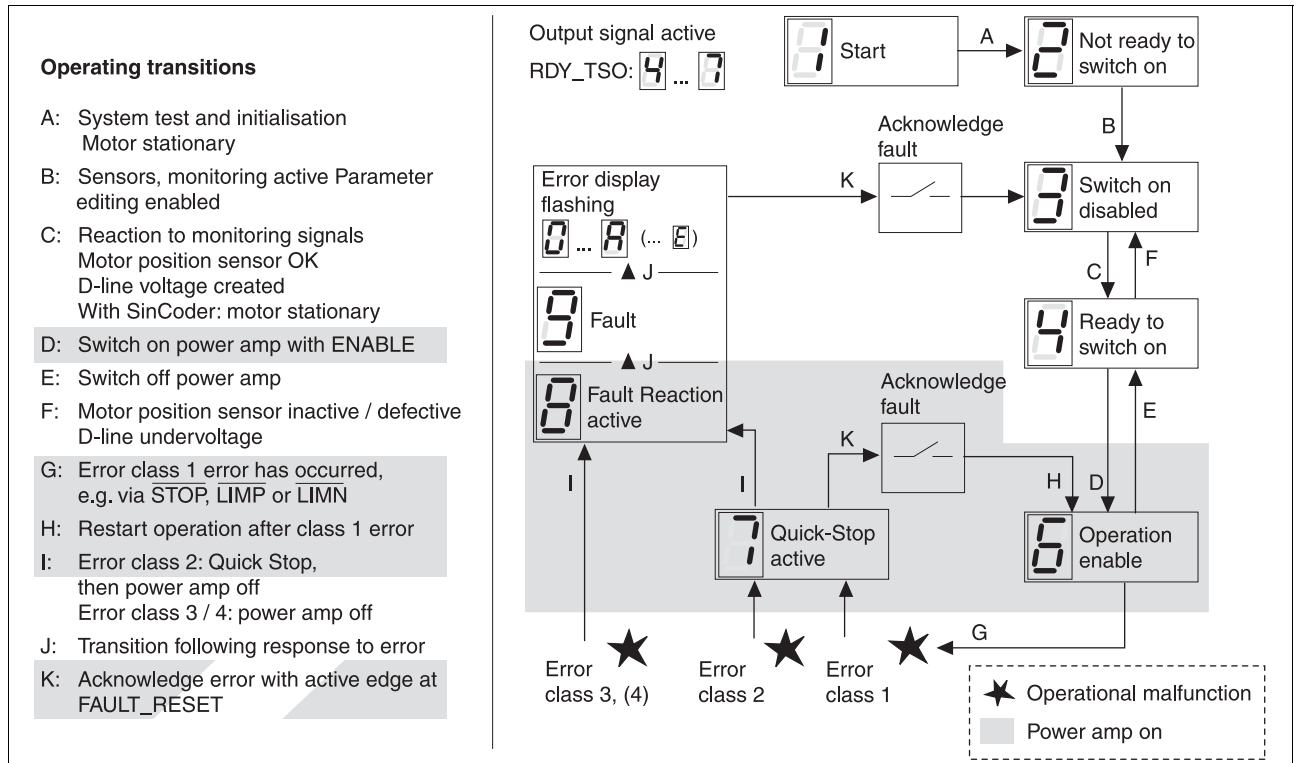 Operating transitions
A: System test and initialisation
Motor stationary
B: Sensors, monitoring active Parameter
editing enabled
C: Reaction to monitoring signals
Motor position sensor OK
D-line voltage created
With SinCoder: motor stationary
D: Switch on power amp with ENABLE
E: Switch off power amp
F: Motor position sensor inactive / defective
D-line undervoltage
G: Error class 1 error has occurred,
e.g. via STOP, LIMP or LIMN
H: Restart operation after class 1 error
I: Error class 2: Quick Stop,
then power amp off
Error class 3 / 4: power amp off
J: Transition following response to error
K: Acknowledge error with active edge at
FAULT_RESET
Output signal active
RDY_TSO: 4 ... 7
1 Start
A
2 Not ready to
switch on
B
Acknowledge
fault
K
Error display
flashing
0 ... A (... E)
J
9 Fault
J
8 Fault Reaction
active
3 Switch on
disabled
C
F
4 Ready to
switch on
Acknowledge
fault
K
E
I
I
H
D
7 Quick-Stop
active
6 Operation
enable
G
Error
class 3, (4)
Error
class 2
Error
class 1
Operational malfunction
Power amp on